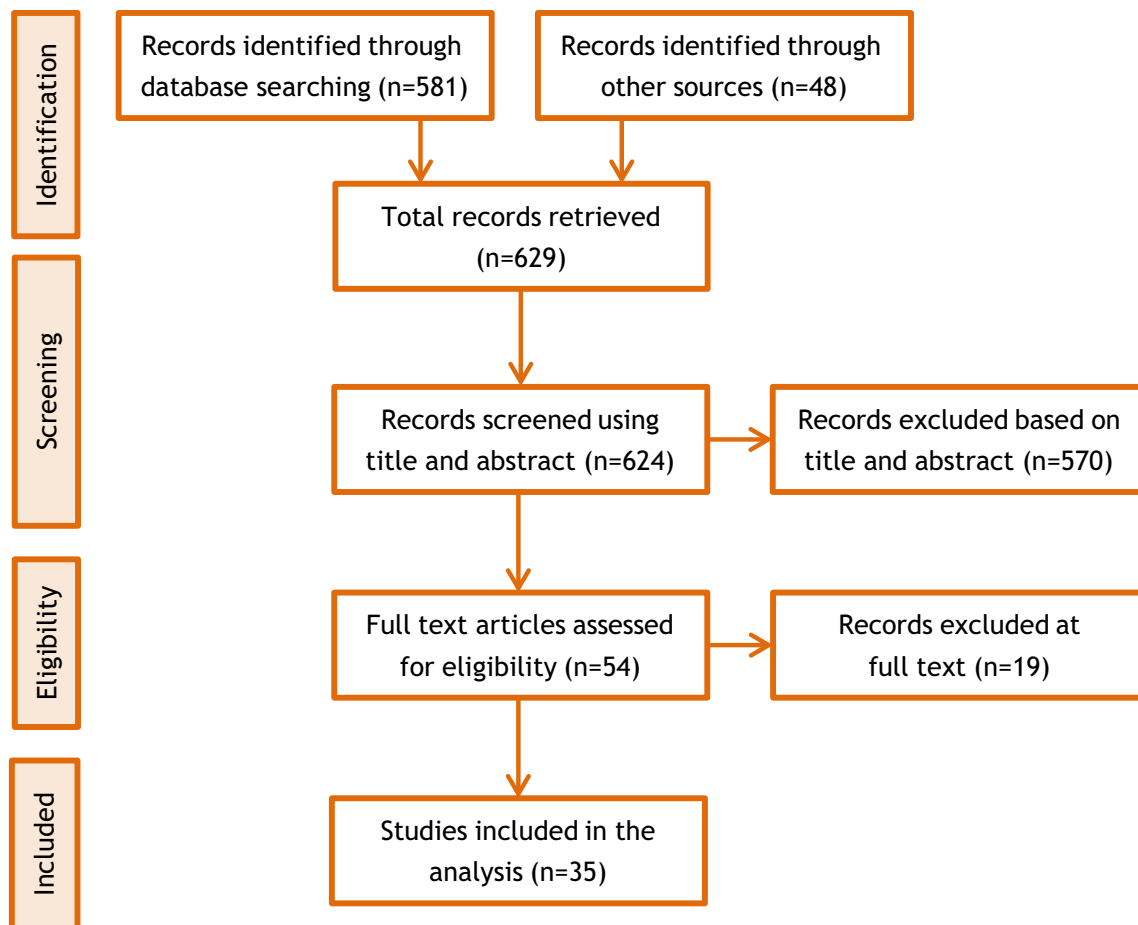 Identification
Records identified through
database searching (n=581)
Records identified through
other sources (n=48)
Total records retrieved
(n=629)
Screening
Records screened using
title and abstract (n=624)
Records excluded based on
title and abstract (n=570)
Eligibility
Full text articles assessed
for eligibility (n=54)
Records excluded at
full text (n=19)
Included
Studies included in the
analysis (n=35)